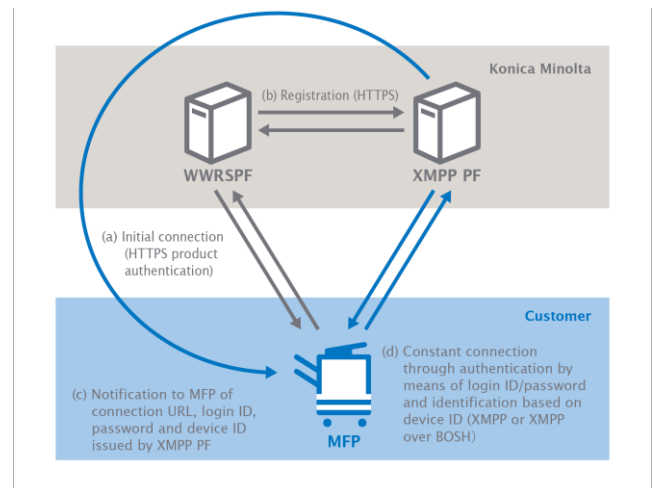 Konica Minolta
(b) Registration (HTTPS)
WWRSPF
XMPP PF
(a) Initial connection
(HTTPS product
authentication)
Customer
(d) Constant connection
through authentication by
means of login ID/password
and identification based on
device ID (XMPP or XMPP
over BOSH)
(c) Notification to MFP of
connection URL, login ID,
password and device ID
issued by XMPP PF
MFP